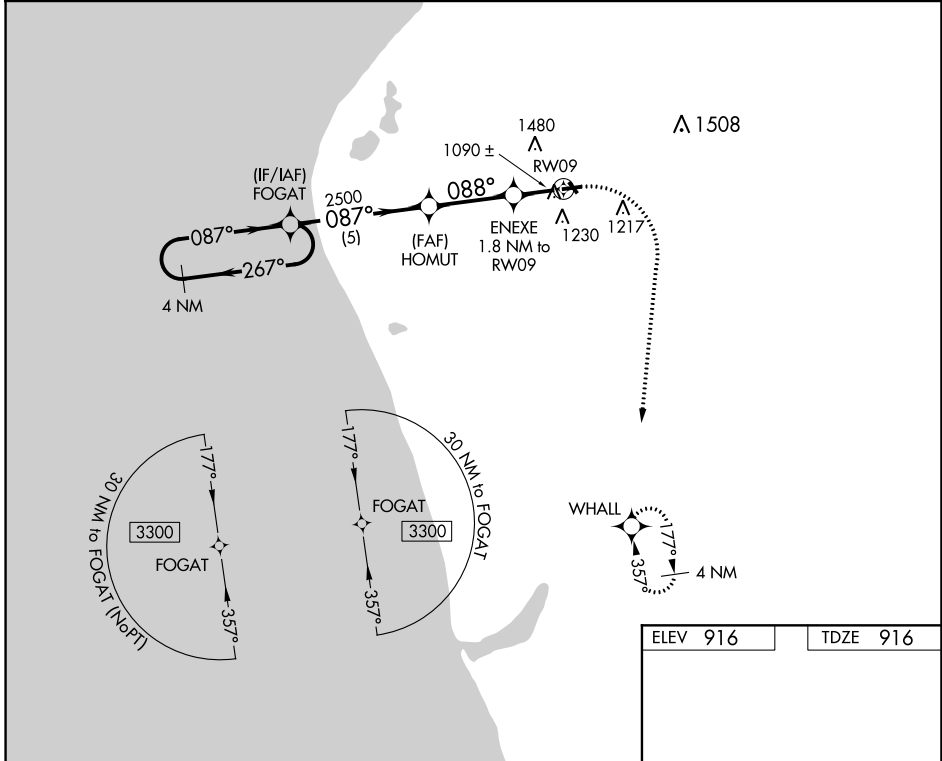 1480
1508
1090 ±
RW09
(IF/IAF)
FOGAT
2500
087°
(5)
088°
087°
267°
4 NM
(FAF)
HOMUT
ENEXE
1.8 NM to
RW09
1230
1217
177°
30 NM to FOGAT (NoPT)
3300
FOGAT
357°
177°
30 NM to FOGAT
FOGAT
3300
357°
WHALL
177°
357°
4 NM
ELEV 916
TDZE 916